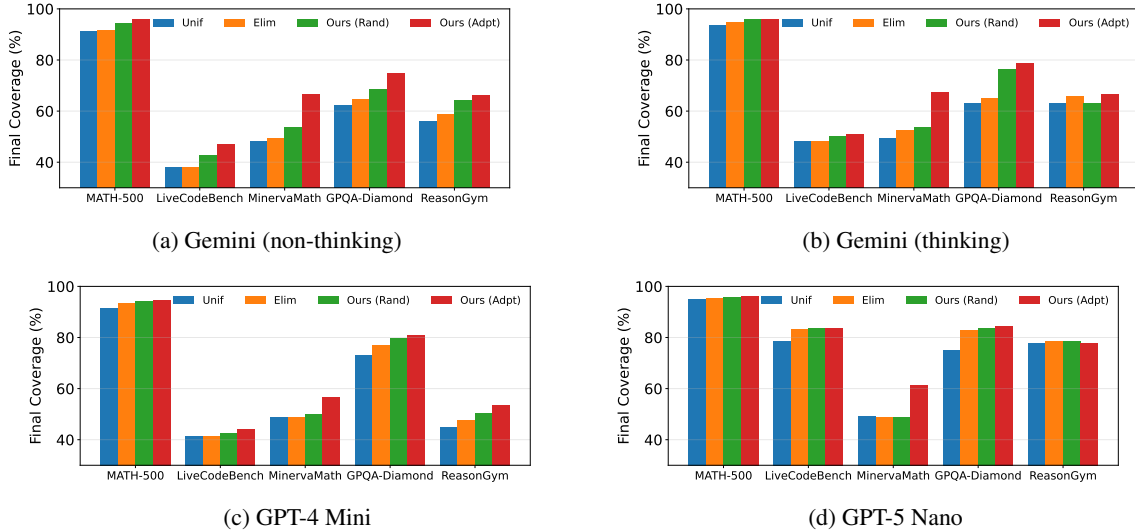 Unif Elim Ours (Rand) Ours (Adpt)
Final Coverage (%)
100
80
60
40
MATH-500 LiveCodeBench MinervaMath GPQA-Diamond ReasonGym
(a) Gemini (non-thinking)
Unif Elim Ours (Rand) Ours (Adpt)
Final Coverage (%)
100
80
60
40
MATH-500 LiveCodeBench MinervaMath GPQA-Diamond ReasonGym
(b) Gemini (thinking)
Unif Elim Ours (Rand) Ours (Adpt)
Final Coverage (%)
100
80
60
40
MATH-500 LiveCodeBench MinervaMath GPQA-Diamond ReasonGym
(c) GPT-4 Mini
Unif Elim Ours (Rand) Ours (Adpt)
Final Coverage (%)
100
80
60
40
MATH-500 LiveCodeBench MinervaMath GPQA-Diamond ReasonGym
(d) GPT-5 Nano